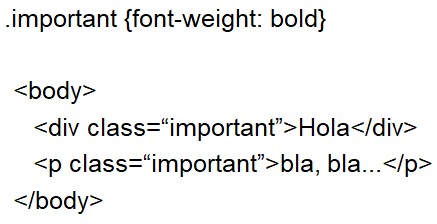 .important {font-weight: bold}
<body>
<div class=“important”>Hola</div>
<p class=“important”>bla, bla...</p>
</body>